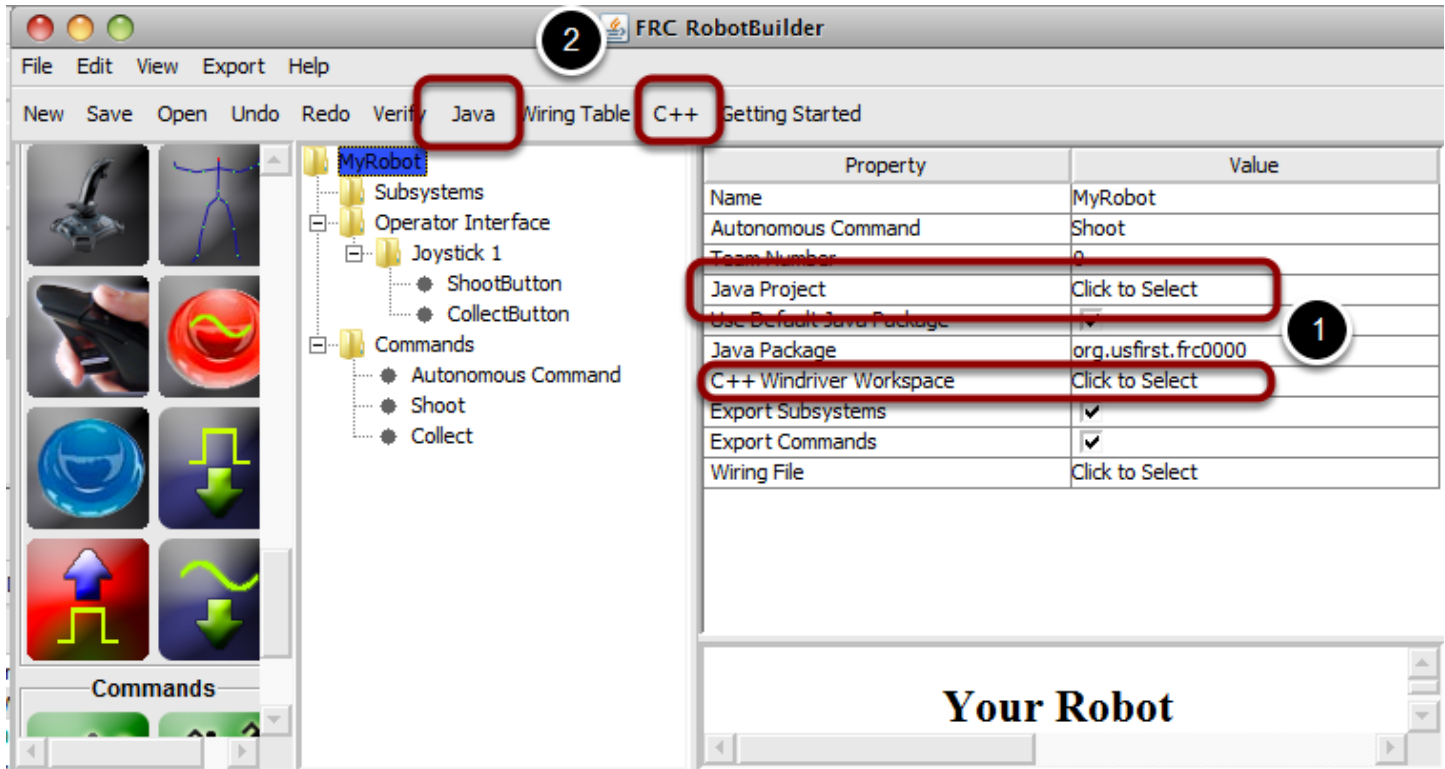 2
FRC RobotBuilder
File Edit View Export Help
New Save Open Undo Redo Verify Java Wiring Table C++ Getting Started
MyRobot
Subsystems
Operator Interface
Joystick 1
ShootButton
CollectButton
Commands
Autonomous Command
Shoot
Collect
Property Value
Name MyRobot
Autonomous Command Shoot
Team Number 0
Java Project Click to Select
Use Default Java Package
1
Java Package org.usfirst.frc0000
C++ Windriver Workspace Click to Select
Export Subsystems
Export Commands
Wiring File Click to Select
Commands
Your Robot